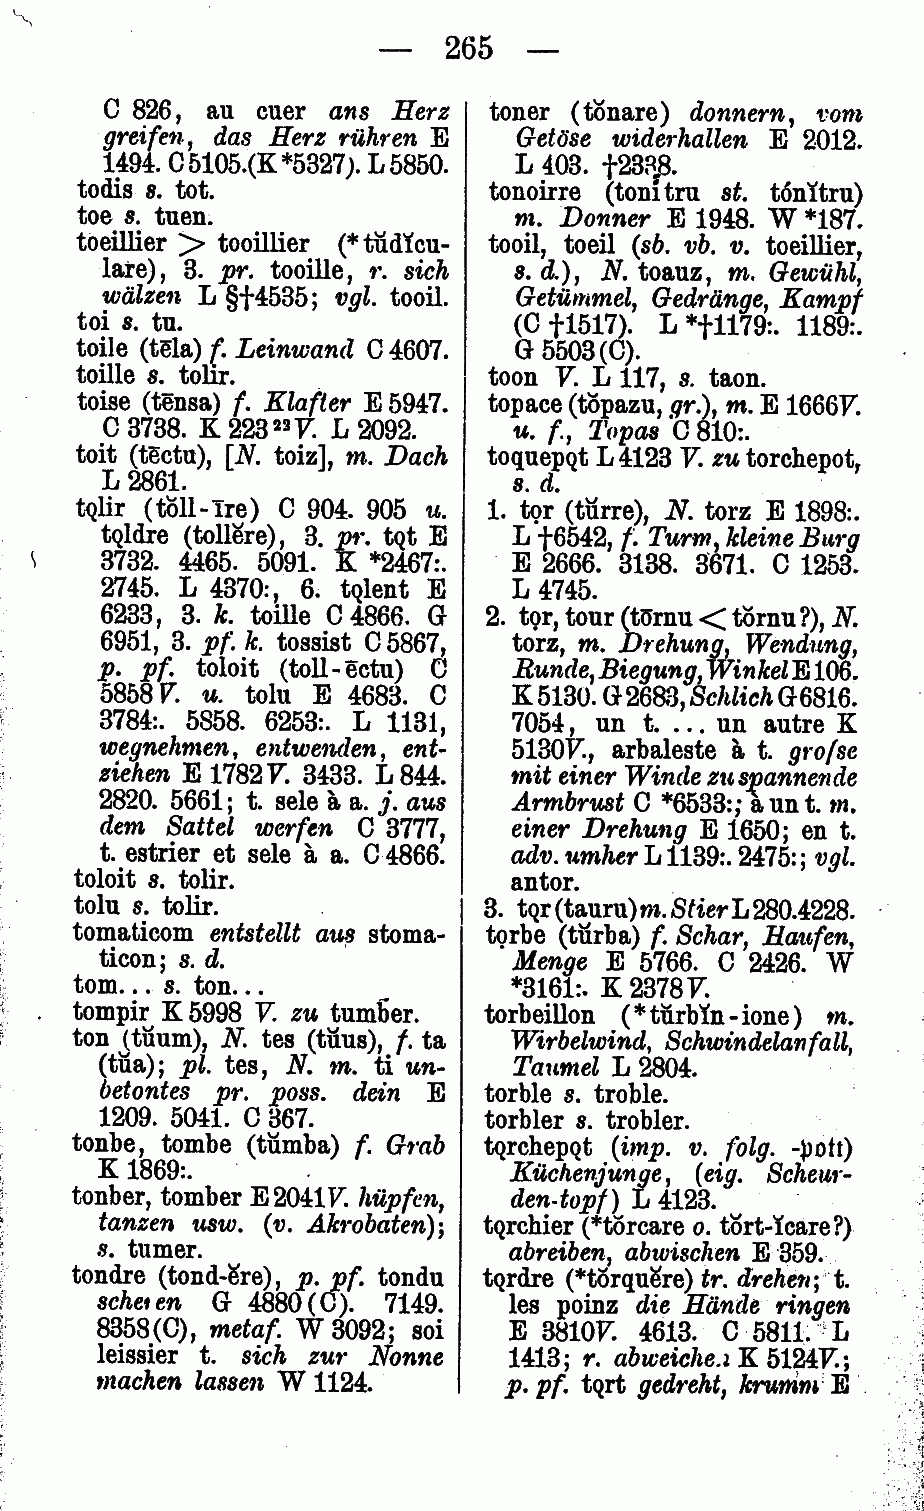 — 265 —
C 826, au cuer ans Herz
greifen, das Herz rühren E
1494. C 5105.(K *5327). L 5850.
todis s. tot.
toe s. tuen.
toeillier > tooillier (*tŭdĭcu-
lare), 3. pr. tooille, r. sich
wälzen L §†4535; vgl. tooil.
toi s. tu.
toile (tēla) f. Leinwand C 4607.
toille s. tolir.
toise (tēnsa) f. Klafter E 5947.
C 3738. K 223²²V. L 2092.
toit (tēctu), [N. toiz], m. Dach
L 2861.
tǫlir (tŏll-īre) C 904. 905 u.
tǫldre (tollĕre), 3. pr. tǫt E
3732. 4465. 5091. K *2467:.
2745. L 4370:, 6. tǫlent E
6233, 3. k. toille C 4866. G
6951, 3. pf. k. tossist C 5867,
p. pf. toloit (toll-ēctu) C
5858 V. u. tolu E 4683. C
3784:. 5858. 6253:. L 1131,
wegnehmen, entwenden, ent-
ziehen E 1782 V. 3433. L 844.
2820. 5661; t. sele à a. j. aus
dem Sattel werfen C 3777,
t. estrier et sele à a. C 4866.
toloit s. tolir.
tolu s. tolir.
tomaticom entstellt aus stoma-
ticon; s. d.
tom... s. ton...
tompir K 5998 V. zu tumber.
ton (tŭum), N. tes (tŭus), f. ta
(tŭa); pl. tes, N. m. ti un-
betontes pr. poss. dein E
1209. 5041. C 367.
tonbe, tombe (tŭmba) f. Grab
K 1869:.
tonber, tomber E 2041 V. hüpfen,
tanzen usw. (v. Akrobaten);
s. tumer.
tondre (tond-ĕre), p. pf. tondu
scheren G 4880 (C). 7149.
8358 (C), metaf. W 3092; soi
leissier t. sich zur Nonne
machen lassen W 1124.
toner (tŏnare) donnern, vom
Getöse widerhallen E 2012.
L 403. †2338.
tonoirre (tonítru st. tónĭtru)
m. Donner E 1948. W *187.
tooil, toeil (sb. vb. v. toeillier,
s. d.), N. toauz, m. Gewühl,
Getümmel, Gedränge, Kampf
(C †1517). L *†1179:. 1189:.
G 5503 (C).
toon V. L 117, s. taon.
topace (tŏpazu, gr.), m. E 1666 V.
u. f., Topas C 810:.
toquepǫt L 4123 V. zu torchepot,
s. d.
1. tọr (tŭrre), N. torz E 1898:.
L †6542, f. Turm, kleine Burg
E 2666. 3138. 3671. C 1253.
L 4745.
2. tọr, tour (tōrnu < tŏrnu?), N.
torz, m. Drehung, Wendung,
Runde, Biegung, Winkel E 106.
K 5130. G 2683, Schlich G 6816.
7054, un t. ... un autre K
5130 V., arbaleste à t. grofse
mit einer Winde zu spannende
Armbrust C *6533:; à un t. m.
einer Drehung E 1650; en t.
adv. umher L 1139:. 2475:; vgl.
antor.
3. tǫr (tauru) m. Stier L 280. 4228.
tọrbe (tŭrba) f. Schar, Haufen,
Menge E 5766. C 2426. W
*3161:. K 2378 V.
torbeillon (*tŭrbĭn-ione) m.
Wirbelwind, Schwindelanfall,
Taumel L 2804.
torble s. troble.
torbler s. trobler.
tǫrchepǫt (imp. v. folg. -pott)
Küchenjunge, (eig. Scheur-
den-topf) L 4123.
tǫrchier (*tŏrcare o. tŏrt-ĭcare?)
abreiben, abwischen E 359.
tǫrdre (*tŏrquĕre) tr. drehen; t.
les poinz die Hände ringen
E 3810 V. 4613. C 5811. L
1413; r. abweichen K 5124 V.;
p. pf. tǫrt gedreht, krumm E